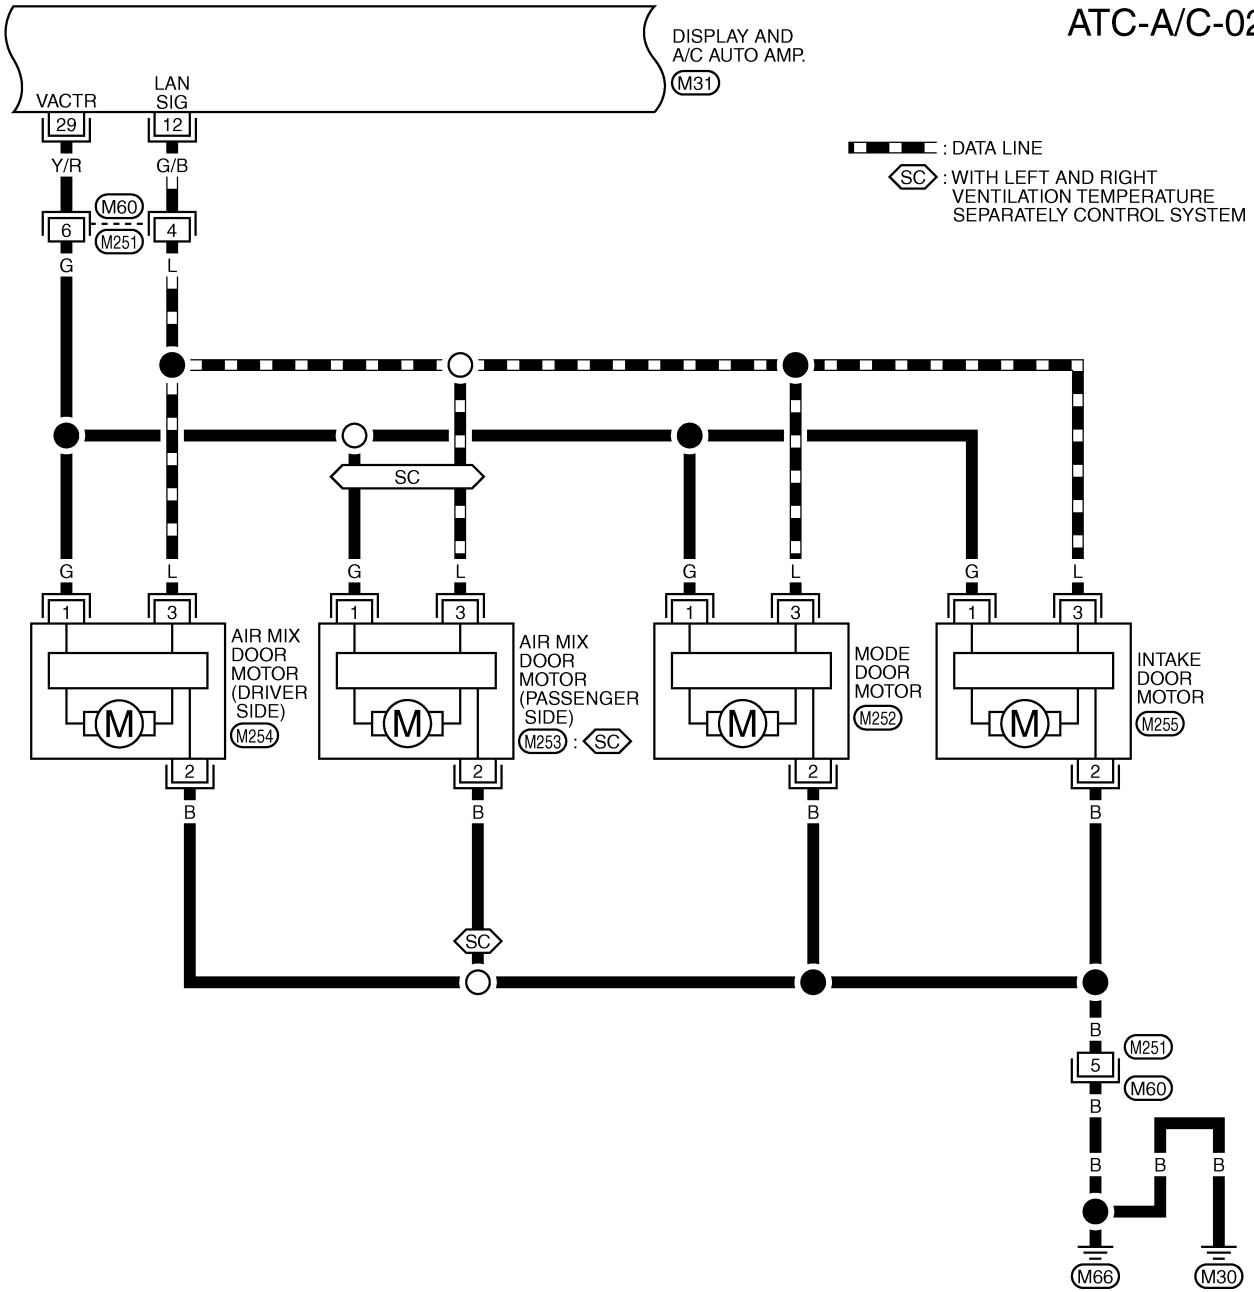 ATC-A/C-02
DISPLAY AND
A/C AUTO AMP.
M31
VACTR
LAN
SIG
29
12
Y/R
G/B
: DATA LINE
SC : WITH LEFT AND RIGHT
VENTILATION TEMPERATURE
SEPARATELY CONTROL SYSTEM
M60
6
4
M251
G
L
SC
G
L
G
L
G
L
G
L
1
3
1
3
1
3
1
3
AIR MIX
DOOR
MOTOR
(DRIVER
SIDE)
M254
M
AIR MIX
DOOR
MOTOR
(PASSENGER
SIDE)
M253 : SC
M
MODE
DOOR
MOTOR
M252
M
INTAKE
DOOR
MOTOR
M255
M
2
2
2
2
B
B
B
B
SC
B
M251
5
M60
B
B
B
B
M66
M30